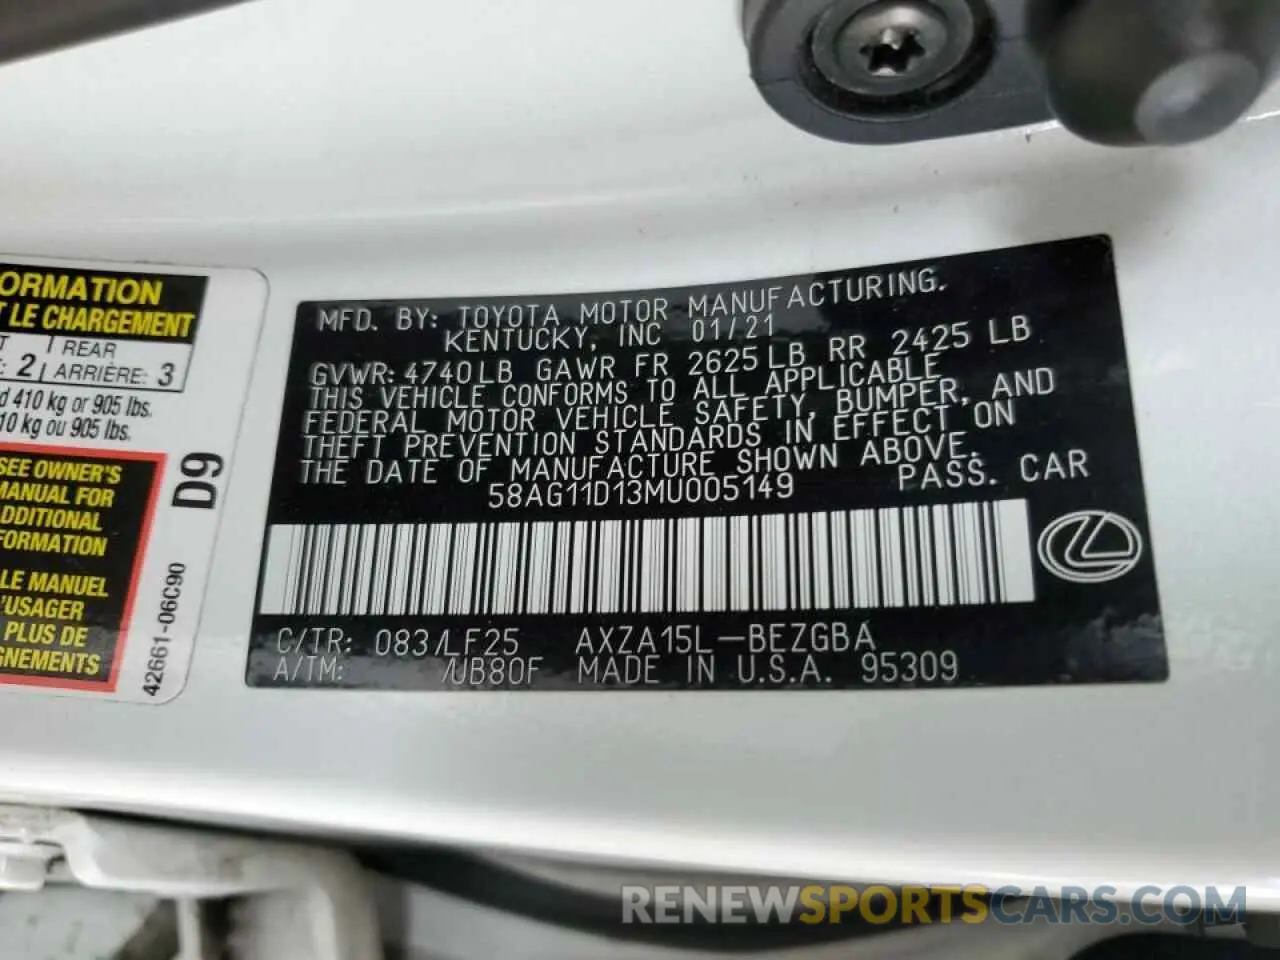 ORMATION
T LE CHARGEMENT
T REAR
: 2 ARRIÈRE: 3
d 410 kg or 905 lbs.
10 kg ou 905 lbs.
SEE OWNER'S
MANUAL FOR
ADDITIONAL
FORMATION
LE MANUEL
'USAGER
PLUS DE
GNEMENTS
D9
42661-06C90
MFD. BY: TOYOTA MOTOR MANUFACTURING.
KENTUCKY, INC 01/21
GVWR: 4740LB GAWR FR 2625LB RR 2425 LB
THIS VEHICLE CONFORMS TO ALL APPLICABLE
FEDERAL MOTOR VEHICLE SAFETY, BUMPER, AND
THEFT PREVENTION STANDARDS IN EFFECT ON
THE DATE OF MANUFACTURE SHOWN ABOVE.
58AG11D13MU005149 PASS. CAR
C/TR: 083/LF25 AXZA15L-BEZGBA
A/TM: /UB80F MADE IN U.S.A. 95309
RENEWSPORTSCARS.COM